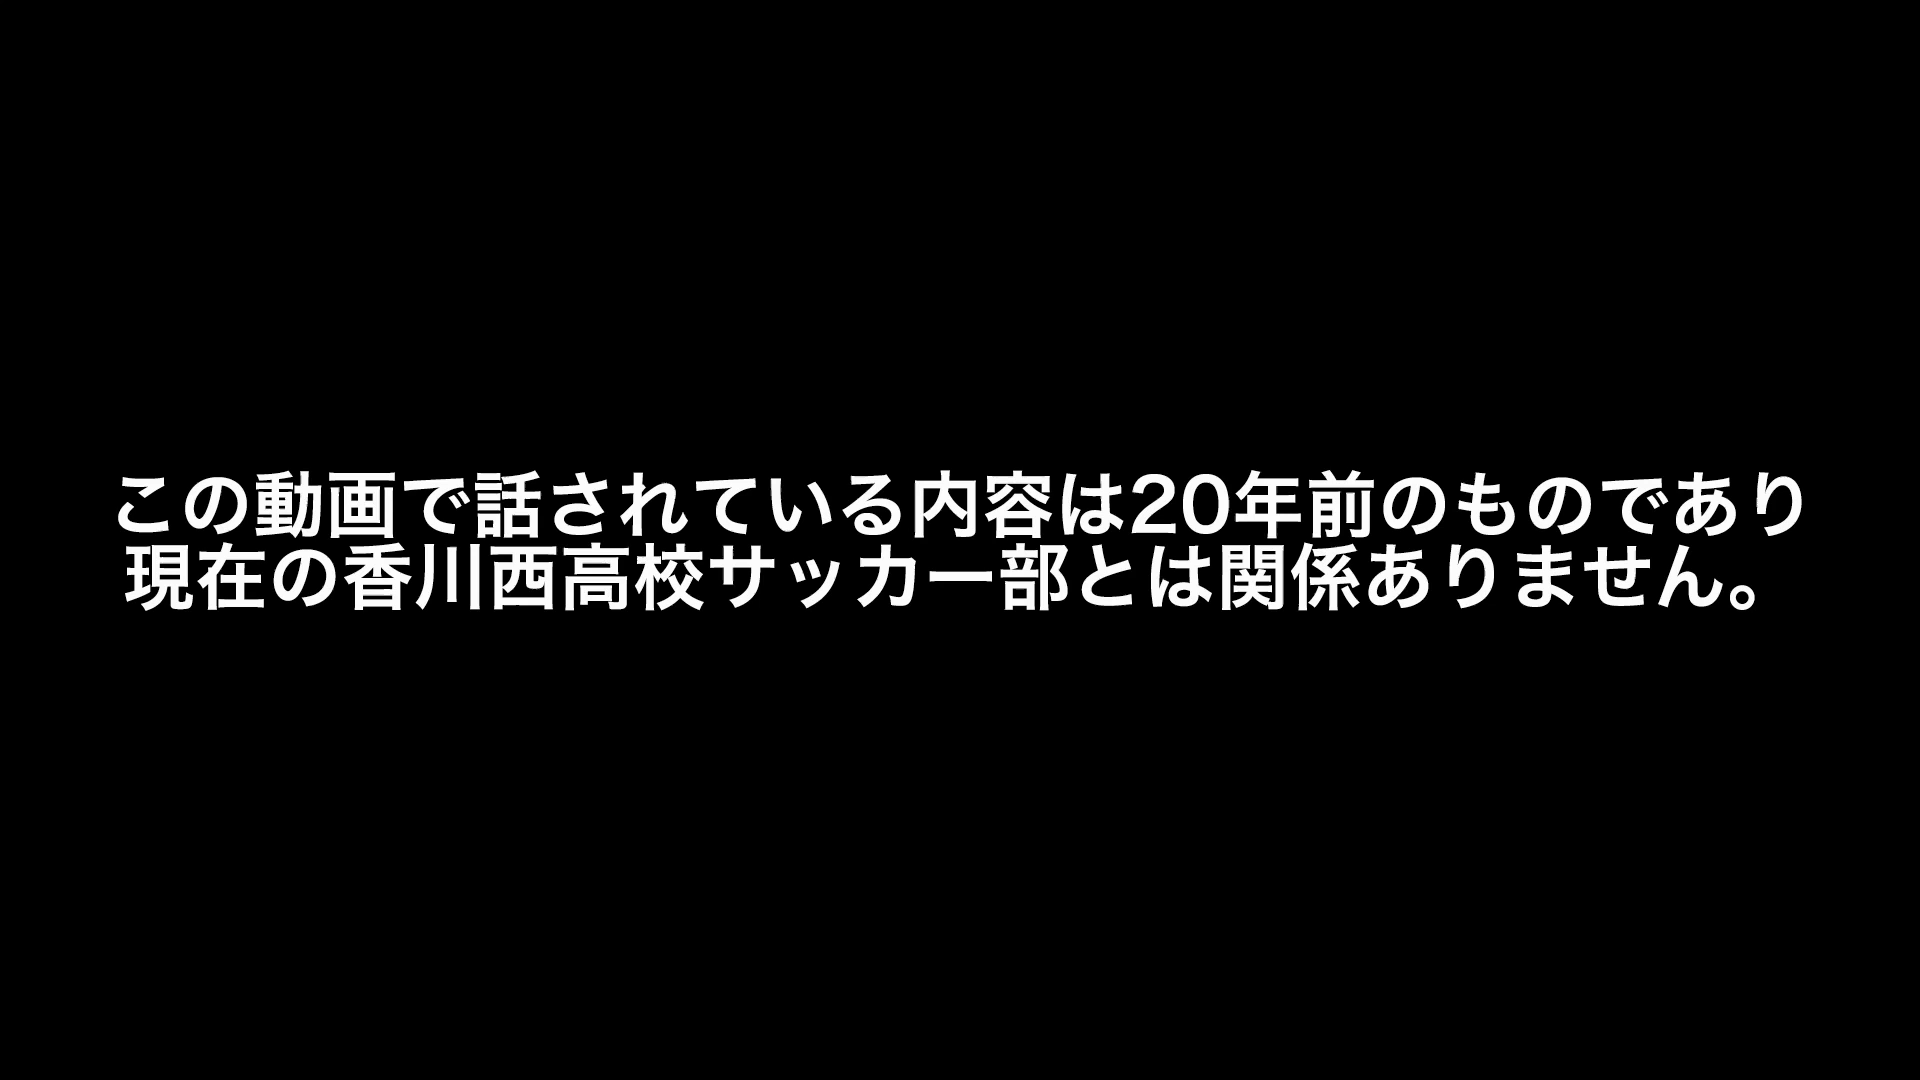 この動画で話されている内容は20年前のものであり
現在の香川西高校サッカー部とは関係ありません。